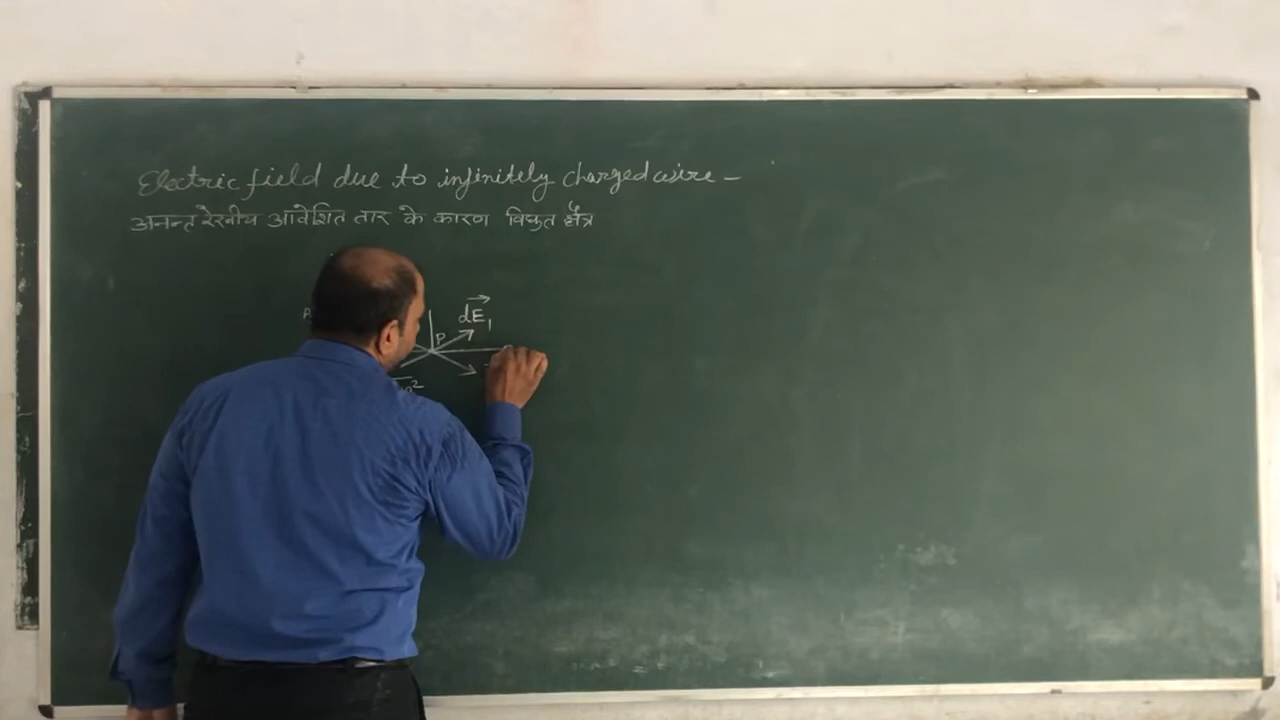 Electric field due to infinitely charged wire -
अनन्त रेखीय आवेशित तार के कारण विद्युत क्षेत्र
dE₁
P